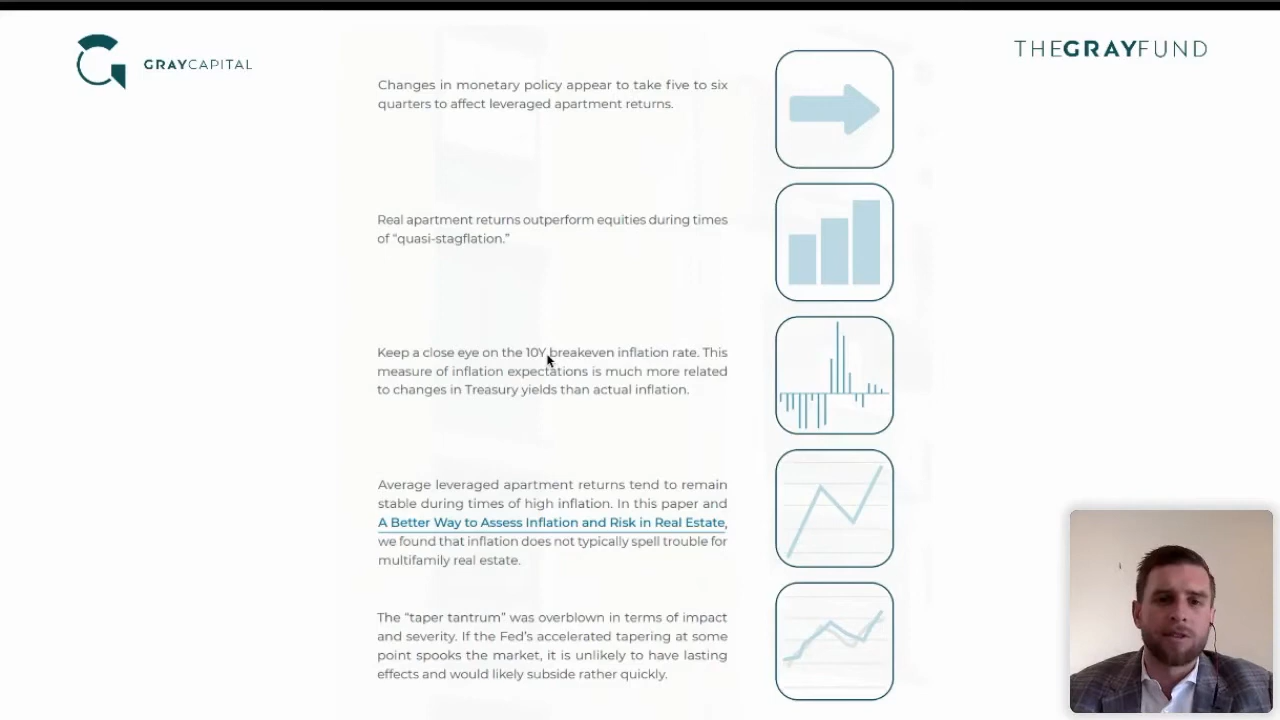 GRAYCAPITAL
THEGRAYFUND
Changes in monetary policy appear to take five to six
quarters to affect leveraged apartment returns.
Real apartment returns outperform equities during times
of “quasi-stagflation.”
Keep a close eye on the 10Y breakeven inflation rate. This
measure of inflation expectations is much more related
to changes in Treasury yields than actual inflation.
Average leveraged apartment returns tend to remain
stable during times of high inflation. In this paper and
A Better Way to Assess Inflation and Risk in Real Estate,
we found that inflation does not typically spell trouble for
multifamily real estate.
The “taper tantrum” was overblown in terms of impact
and severity. If the Fed’s accelerated tapering at some
point spooks the market, it is unlikely to have lasting
effects and would likely subside rather quickly.